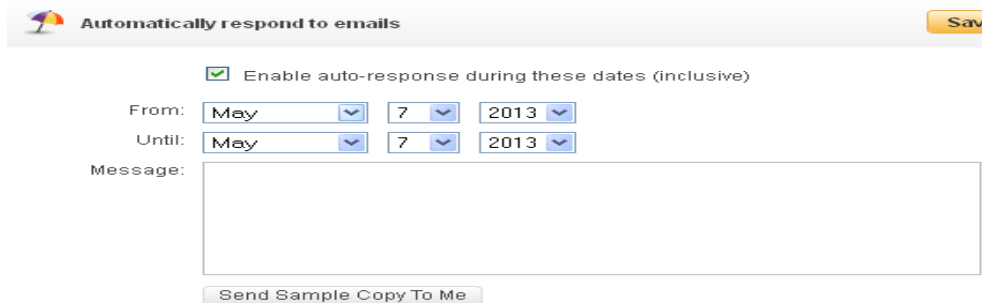 Automatically respond to emails Sav
Enable auto-response during these dates (inclusive)
From: May 7 2013
Until: May 7 2013
Message:
Send Sample Copy To Me